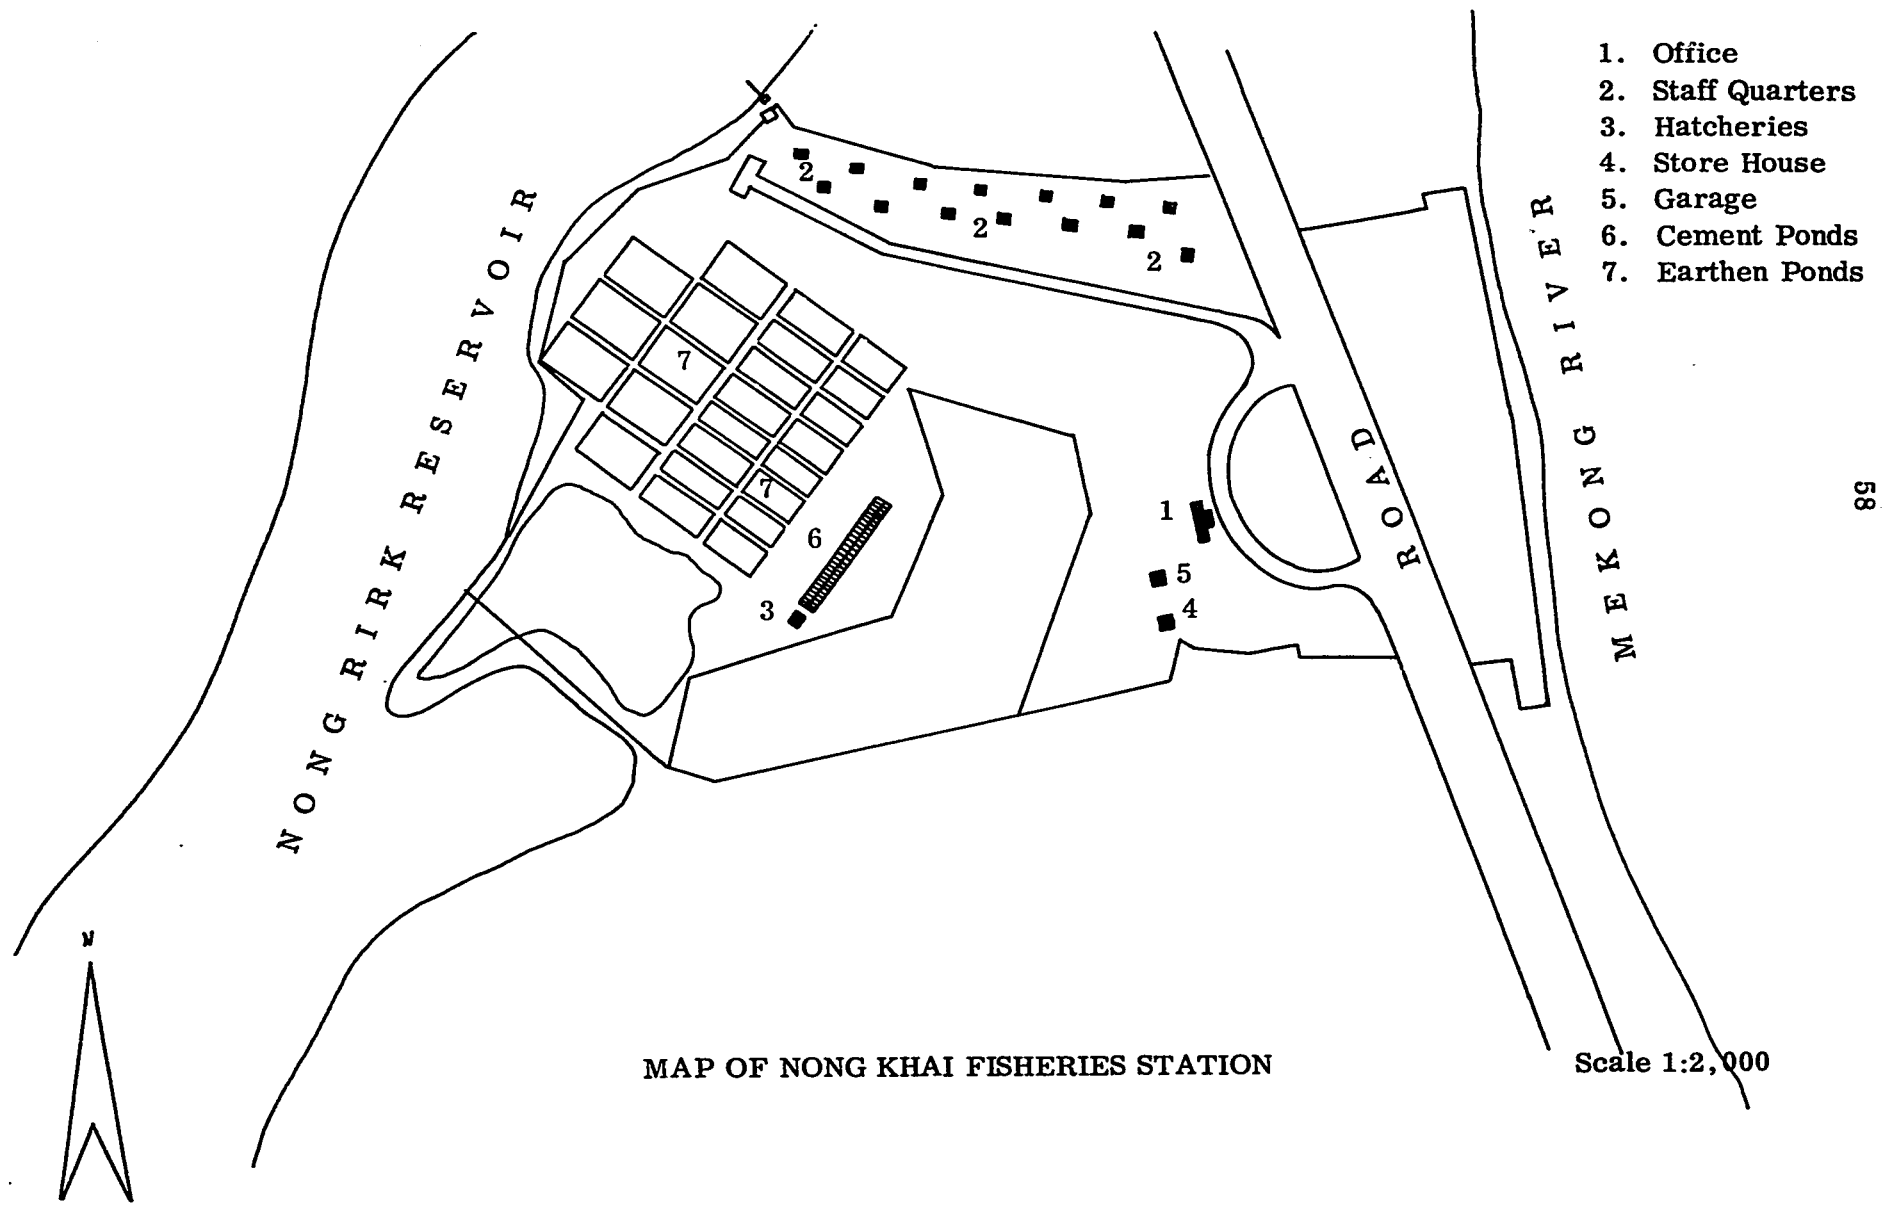 1. Office
2. Staff Quarters
3. Hatcheries
4. Store House
5. Garage
6. Cement Ponds
7. Earthen Ponds
N
NONG RIRK RESERVOIR
2
2
2
7
7
6
3
1
5
4
ROAD
MEKONG RIVER
58
MAP OF NONG KHAI FISHERIES STATION
Scale 1:2,000